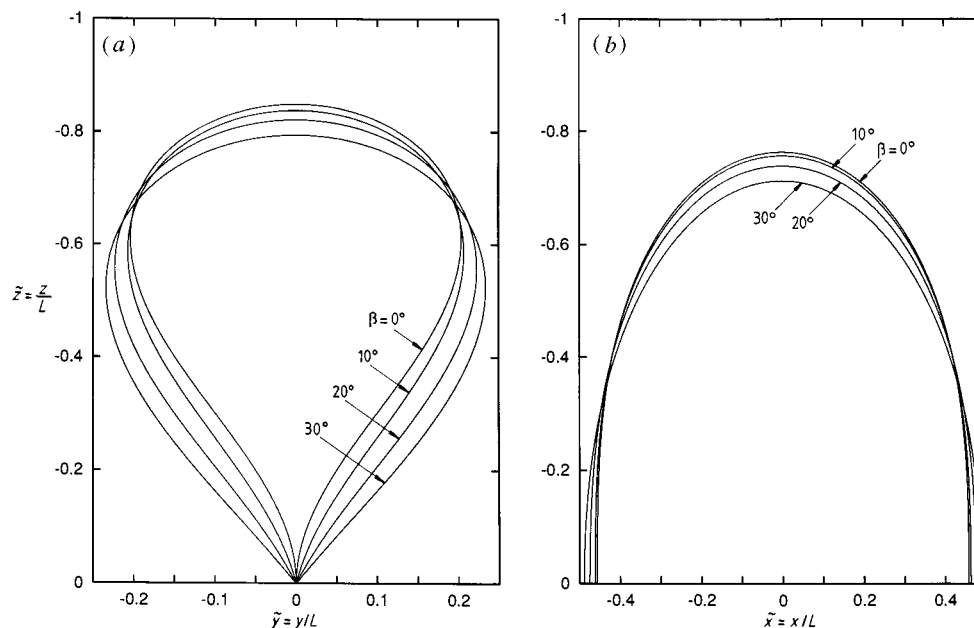 (a)
-1
-0.8
-0.6
z̃ = z/L
-0.4
-0.2
0
β = 0°
10°
20°
30°
-0.2 -0.1 0 0.1 0.2
ỹ = y/L
(b)
-1
-0.8
-0.6
-0.4
-0.2
0
10°
β = 0°
30°
20°
-0.4 -0.2 0 0.2 0.4
x̃ = x/L